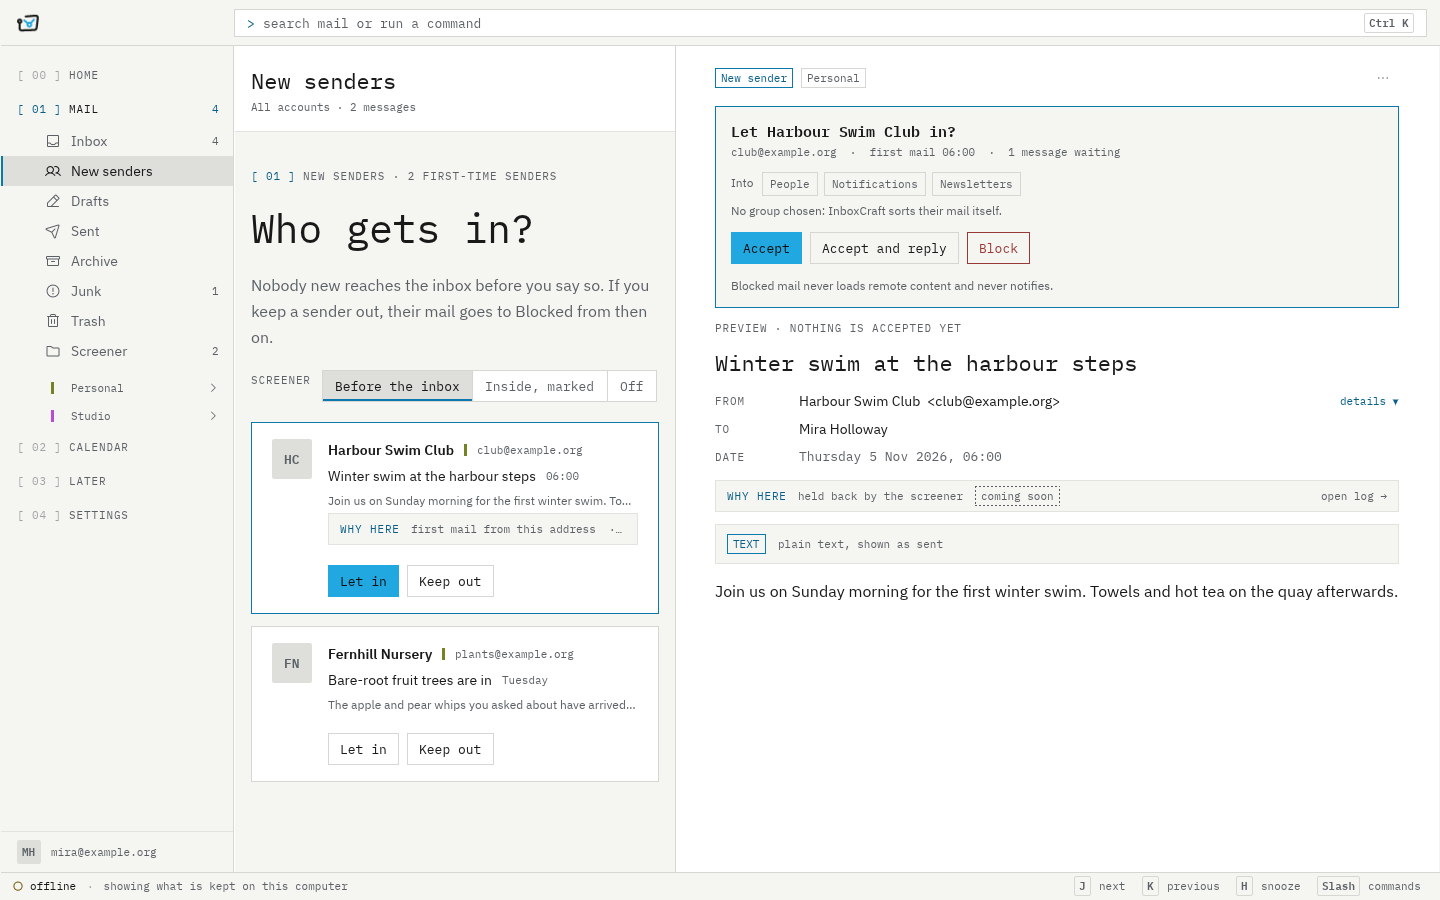 > search mail or run a command
Ctrl K
[ 00 ] HOME
[ 01 ] MAIL 4
Inbox 4
New senders
Drafts
Sent
Archive
Junk 1
Trash
Screener 2
Personal
Studio
[ 02 ] CALENDAR
[ 03 ] LATER
[ 04 ] SETTINGS
MH mira@example.org
New senders
All accounts · 2 messages
[ 01 ] NEW SENDERS · 2 FIRST-TIME SENDERS
Who gets in?
Nobody new reaches the inbox before you say so. If you
keep a sender out, their mail goes to Blocked from then
on.
SCREENER Before the inbox Inside, marked Off
HC
Harbour Swim Club club@example.org
Winter swim at the harbour steps 06:00
Join us on Sunday morning for the first winter swim. To...
WHY HERE first mail from this address ·…
Let in Keep out
FN
Fernhill Nursery plants@example.org
Bare-root fruit trees are in Tuesday
The apple and pear whips you asked about have arrived...
Let in Keep out
New sender Personal ···
Let Harbour Swim Club in?
club@example.org · first mail 06:00 · 1 message waiting
Into People Notifications Newsletters
No group chosen: InboxCraft sorts their mail itself.
Accept Accept and reply Block
Blocked mail never loads remote content and never notifies.
PREVIEW · NOTHING IS ACCEPTED YET
Winter swim at the harbour steps
FROM Harbour Swim Club <club@example.org> details ▾
TO Mira Holloway
DATE Thursday 5 Nov 2026, 06:00
WHY HERE held back by the screener coming soon open log →
TEXT plain text, shown as sent
Join us on Sunday morning for the first winter swim. Towels and hot tea on the quay afterwards.
offline · showing what is kept on this computer
J next K previous H snooze Slash commands